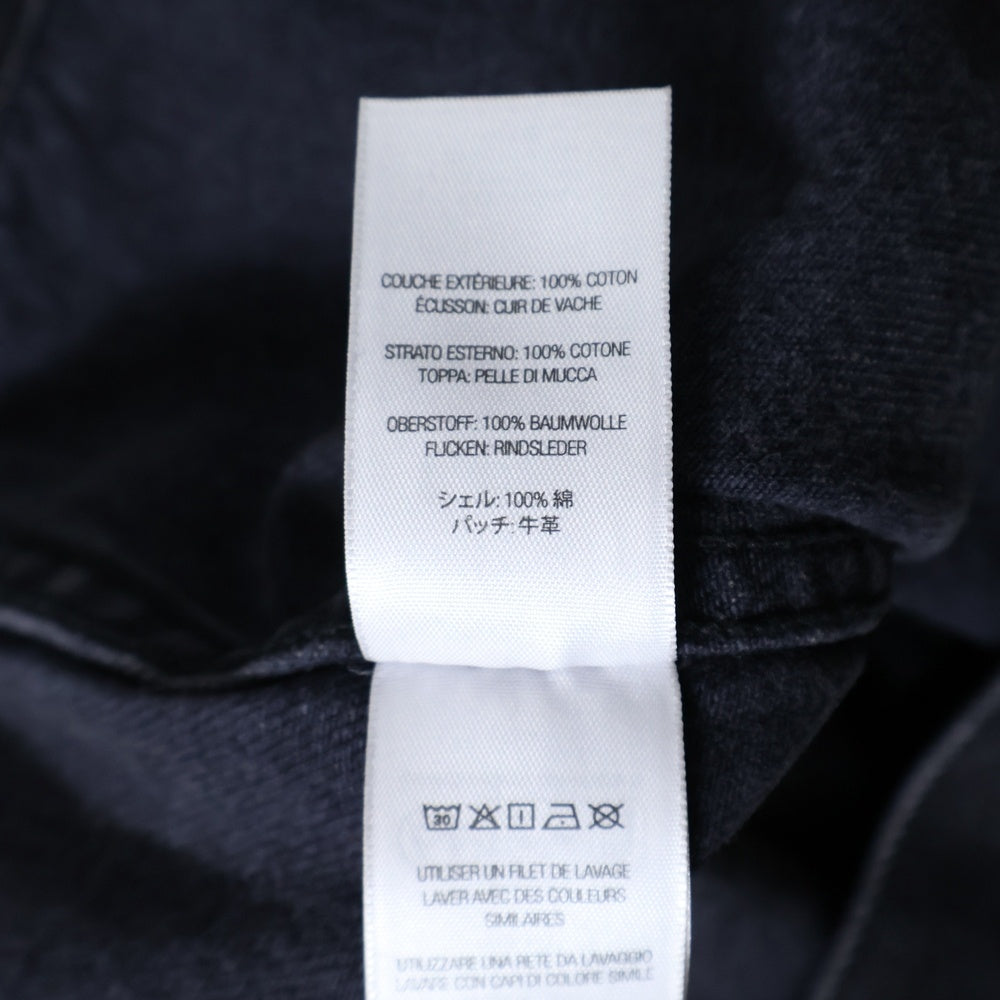 COUCHE EXTÉRIEURE: 100% COTON
ÉCUSSON: CUIR DE VACHE
STRATO ESTERNO: 100% COTONE
TOPPA: PELLE DI MUCCA
OBERSTOFF: 100% BAUMWOLLE
FLICKEN: RINDSLEDER
シェル: 100% 綿
パッチ: 牛革
30
UTILISER UN FILET DE LAVAGE
LAVER AVEC DES COULEURS
SIMILAIRES
UTILIZZARE UNA RETE DA LAVAGGIO
LAVARE CON CAPI DI COLORE SIMILE